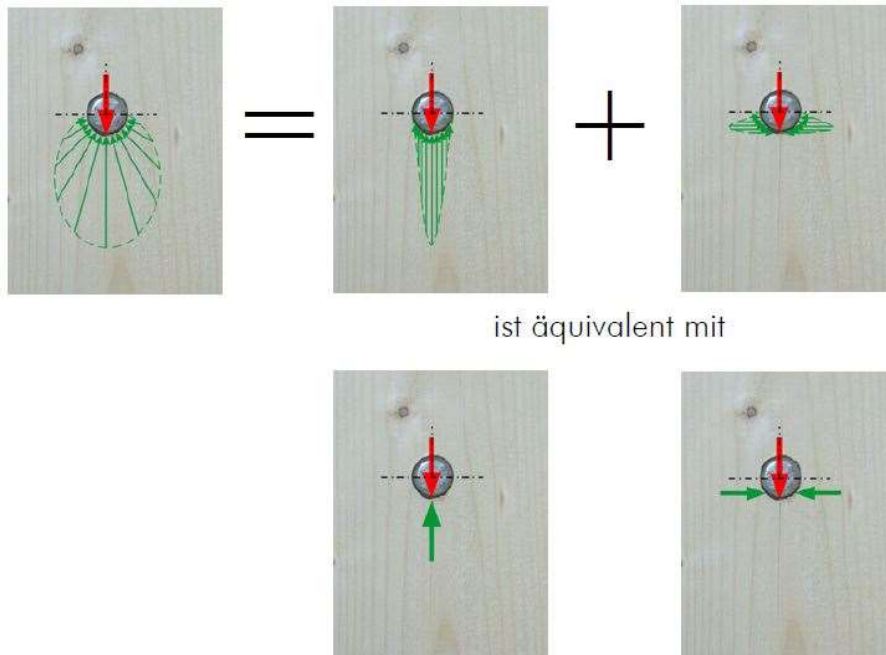 =
+
ist äquivalent mit